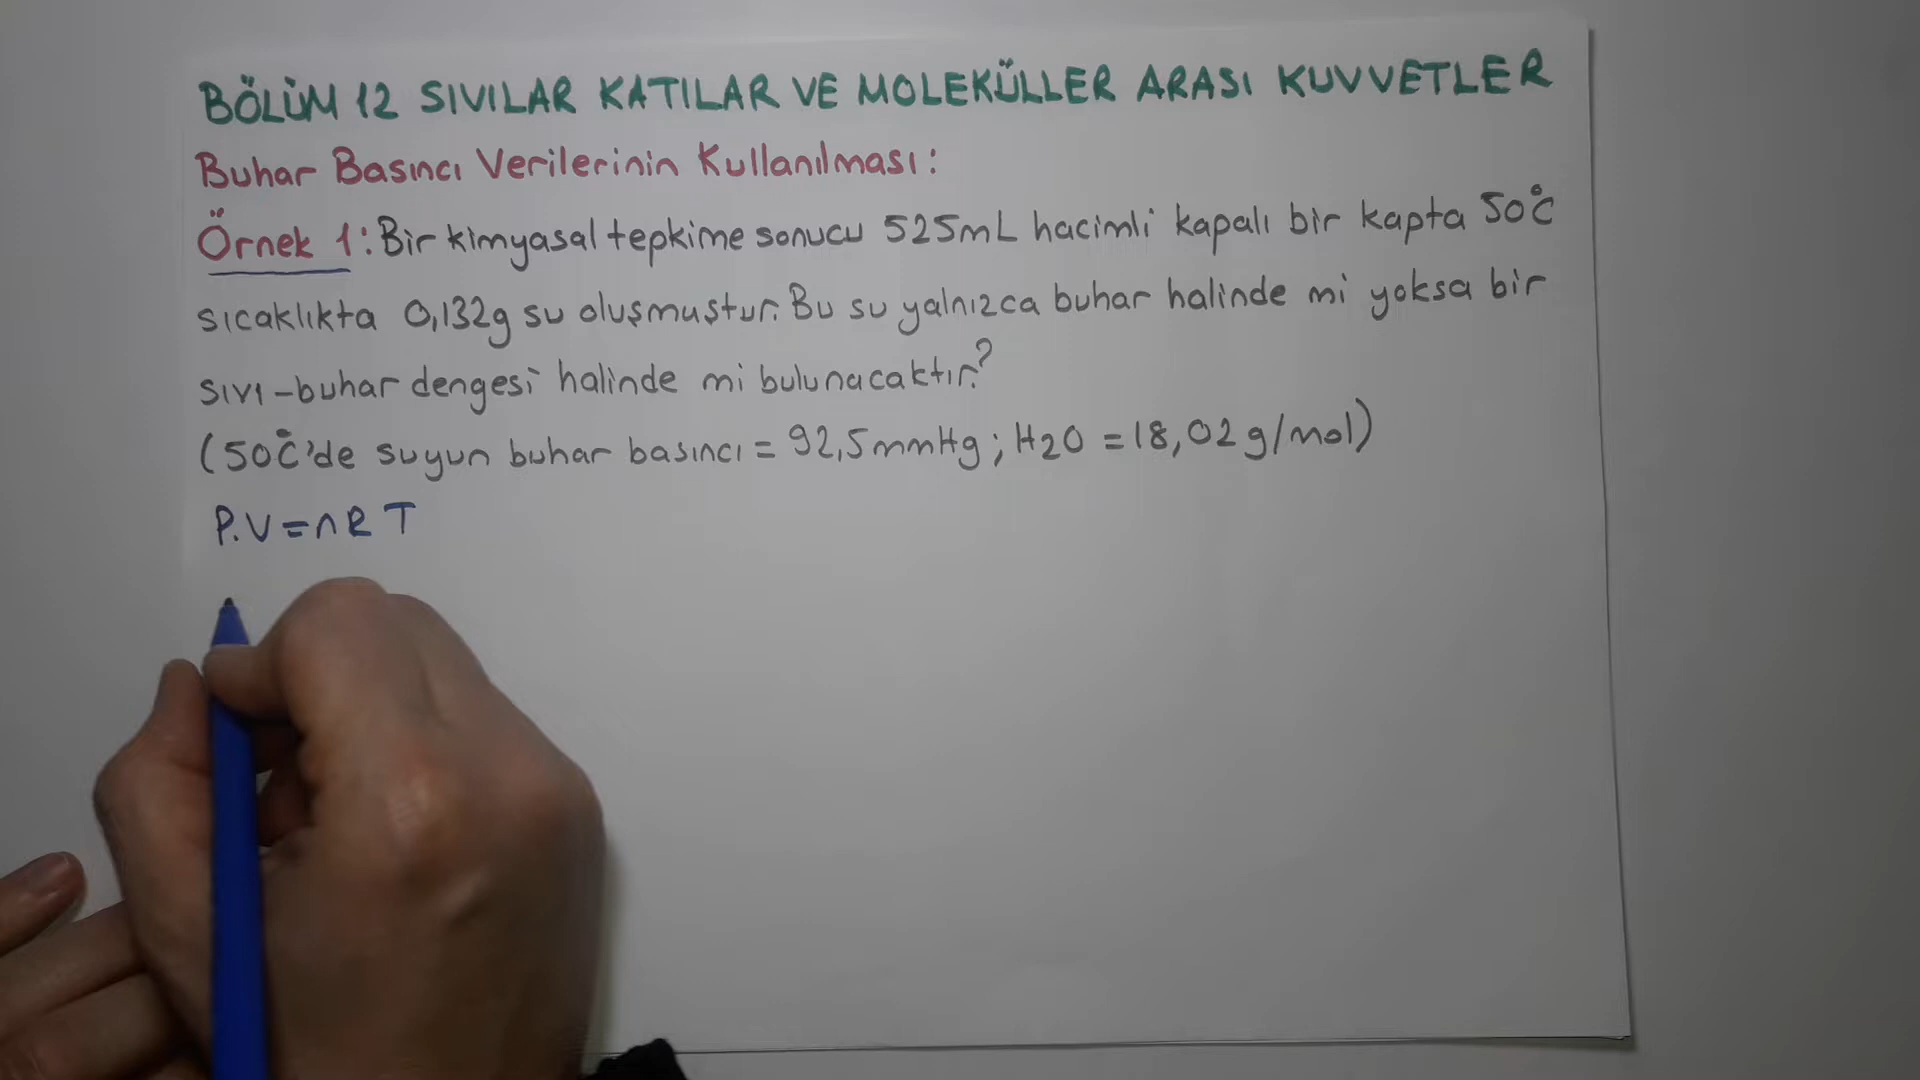 BÖLÜM 12 SIVILAR KATILAR VE MOLEKÜLLER ARASI KUVVETLER
Buhar Basıncı Verilerinin Kullanılması:
Örnek 1: Bir kimyasal tepkime sonucu 525mL hacimli kapalı bir kapta 50°C
sıcaklıkta 0,132g su oluşmuştur. Bu su yalnızca buhar halinde mi yoksa bir
sıvı-buhar dengesi halinde mi bulunacaktır?
(50°C'de suyun buhar basıncı = 92,5mmHg; H2O = 18,02 g/mol)
P.V=nRT